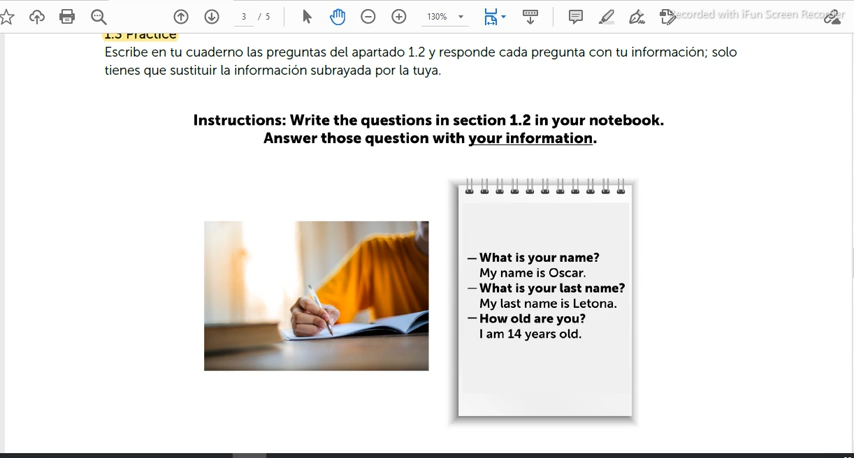 3 / 5
130%
Recorded with iFun Screen Recorder
1.3 Practice
Escribe en tu cuaderno las preguntas del apartado 1.2 y responde cada pregunta con tu información; solo
tienes que sustituir la información subrayada por la tuya.
Instructions: Write the questions in section 1.2 in your notebook.
Answer those question with your information.
— What is your name?
My name is Oscar.
— What is your last name?
My last name is Letona.
— How old are you?
I am 14 years old.